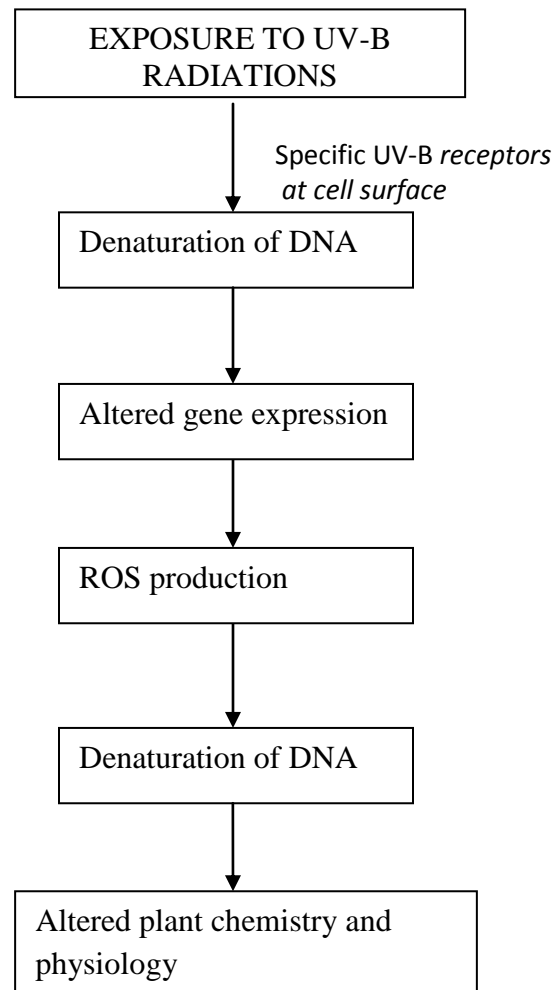 EXPOSURE TO UV-B
RADIATIONS
Specific UV-B receptors
at cell surface
Denaturation of DNA
Altered gene expression
ROS production
Denaturation of DNA
Altered plant chemistry and
physiology